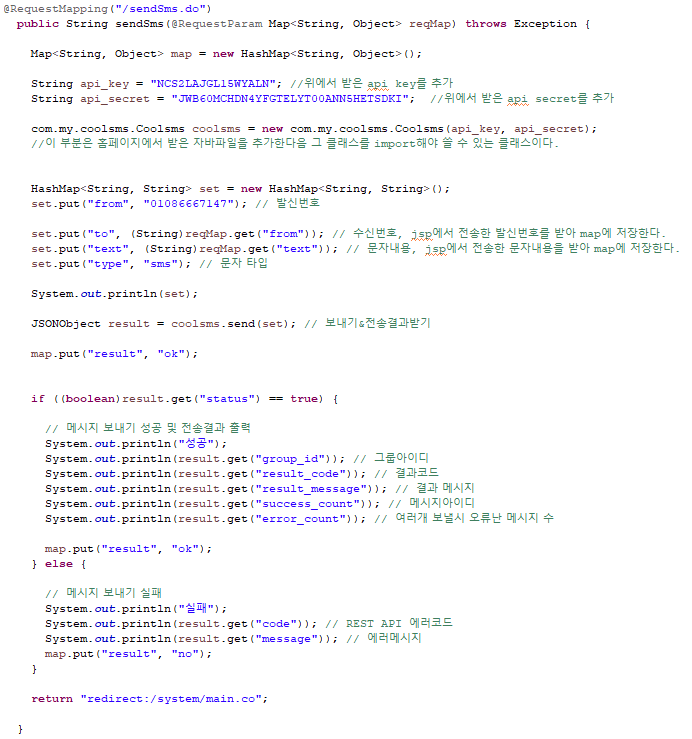 @RequestMapping("/sendSms.do")
public String sendSms(@RequestParam Map<String, Object> reqMap) throws Exception {
Map<String, Object> map = new HashMap<String, Object>();
String api_key = "NCS2LAJGL15WYALN"; //위에서 받은 api key를 추가
String api_secret = "JWB60MCHDN4YFGTELYT00ANN5HETSDKI";  //위에서 받은 api secret를 추가
com.my.coolsms.Coolsms coolsms = new com.my.coolsms.Coolsms(api_key, api_secret);
//이 부분은 홈페이지에서 받은 자바파일을 추가한다음 그 클래스를 import해야 쓸 수 있는 클래스이다.
HashMap<String, String> set = new HashMap<String, String>();
set.put("from", "01086667147"); // 발신번호
set.put("to", (String)reqMap.get("from")); // 수신번호, jsp에서 전송한 발신번호를 받아 map에 저장한다.
set.put("text", (String)reqMap.get("text")); // 문자내용, jsp에서 전송한 문자내용을 받아 map에 저장한다.
set.put("type", "sms"); // 문자 타입
System.out.println(set);
JSONObject result = coolsms.send(set); // 보내기&전송결과받기
map.put("result", "ok");
if ((boolean)result.get("status") == true) {
// 메시지 보내기 성공 및 전송결과 출력
System.out.println("성공");
System.out.println(result.get("group_id")); // 그룹아이디
System.out.println(result.get("result_code")); // 결과코드
System.out.println(result.get("result_message")); // 결과 메시지
System.out.println(result.get("success_count")); // 메시지아이디
System.out.println(result.get("error_count")); // 여러개 보낼시 오류난 메시지 수
map.put("result", "ok");
} else {
// 메시지 보내기 실패
System.out.println("실패");
System.out.println(result.get("code")); // REST API 에러코드
System.out.println(result.get("message")); // 에러메시지
map.put("result", "no");
}
return "redirect:/system/main.co";
}